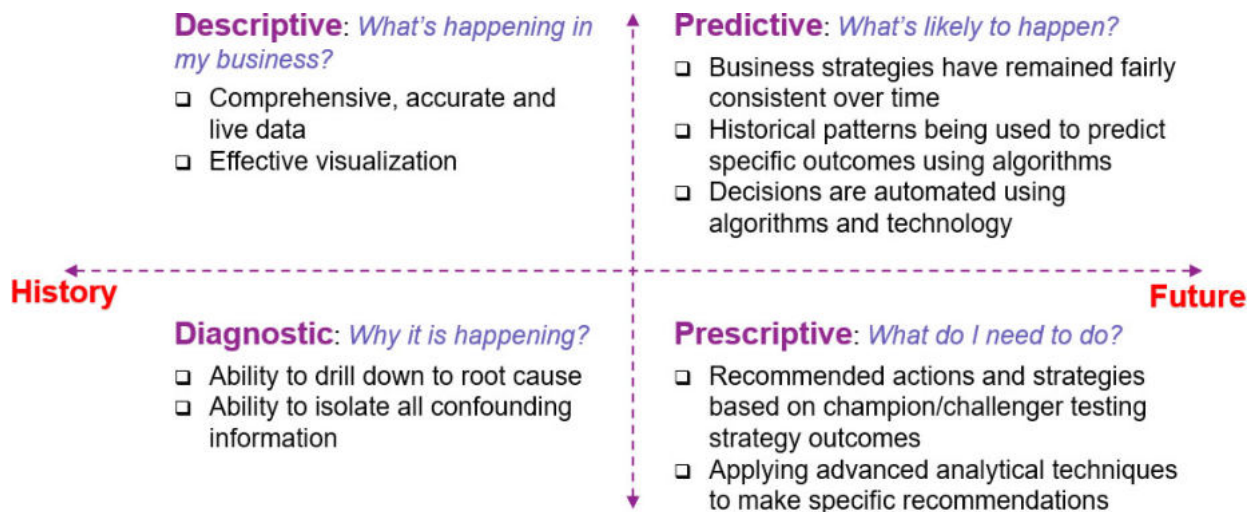 Descriptive: What's happening in
my business?
❑ Comprehensive, accurate and
live data
❑ Effective visualization
Predictive: What's likely to happen?
❑ Business strategies have remained fairly
consistent over time
❑ Historical patterns being used to predict
specific outcomes using algorithms
❑ Decisions are automated using
algorithms and technology
History
Future
Diagnostic: Why it is happening?
❑ Ability to drill down to root cause
❑ Ability to isolate all confounding
information
Prescriptive: What do I need to do?
❑ Recommended actions and strategies
based on champion/challenger testing
strategy outcomes
❑ Applying advanced analytical techniques
to make specific recommendations